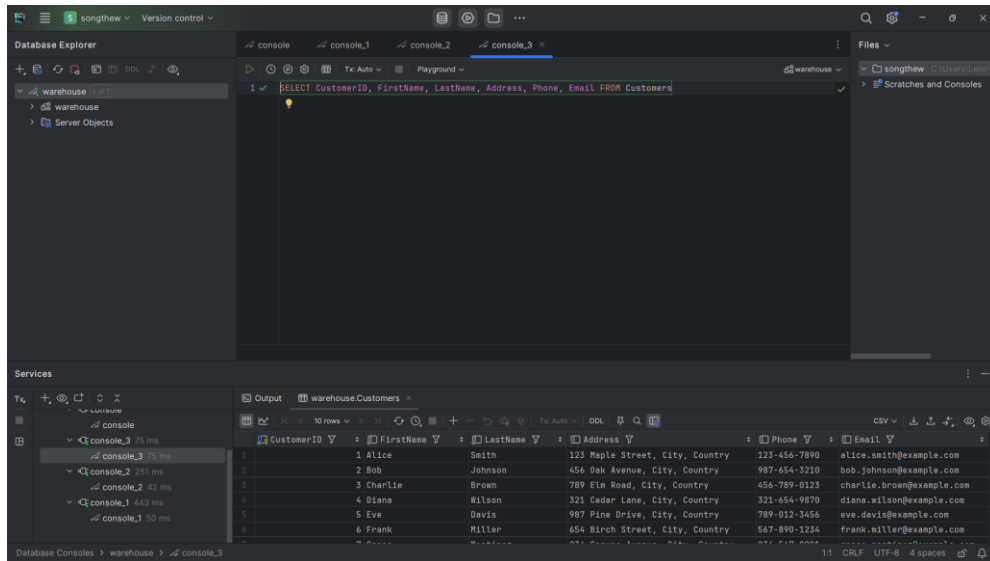 S songthew Version control
Database Explorer
console console_1 console_2 console_3 ×
Files
DDL
Tx: Auto Playground
warehouse
songthew C:\Users\Leno
Scratches and Consoles
warehouse 1 of 7
warehouse
Server Objects
1 SELECT CustomerID, FirstName, LastName, Address, Phone, Email FROM Customers
Services
Tx
Output warehouse.Customers ×
console
console
console_3 75 ms
console_3 75 ms
console_2 251 ms
console_2 42 ms
console_1 443 ms
console_1 50 ms
10 rows Tx: Auto DDL CSV
CustomerID FirstName LastName Address Phone Email
1 1 Alice Smith 123 Maple Street, City, Country 123-456-7890 alice.smith@example.com
2 2 Bob Johnson 456 Oak Avenue, City, Country 987-654-3210 bob.johnson@example.com
3 3 Charlie Brown 789 Elm Road, City, Country 456-789-0123 charlie.brown@example.com
4 4 Diana Wilson 321 Cedar Lane, City, Country 321-654-9870 diana.wilson@example.com
5 5 Eve Davis 987 Pine Drive, City, Country 789-012-3456 eve.davis@example.com
6 6 Frank Miller 654 Birch Street, City, Country 567-890-1234 frank.miller@example.com
Database Consoles > warehouse > console_3
1:1 CRLF UTF-8 4 spaces